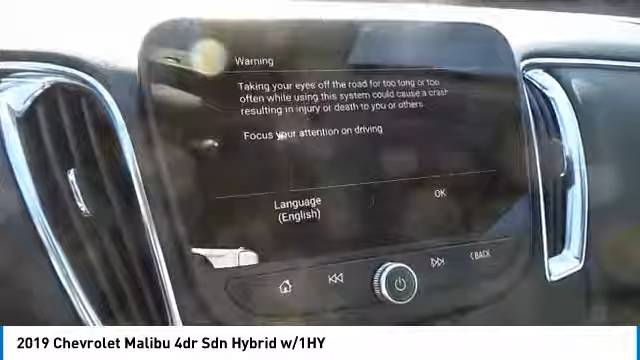 Warning
Taking your eyes off the road for too long or too
often while using this system could cause a crash
resulting in injury or death to you or others.
Focus your attention on driving
Language
(English)
OK
BACK
2019 Chevrolet Malibu 4dr Sdn Hybrid w/1HY